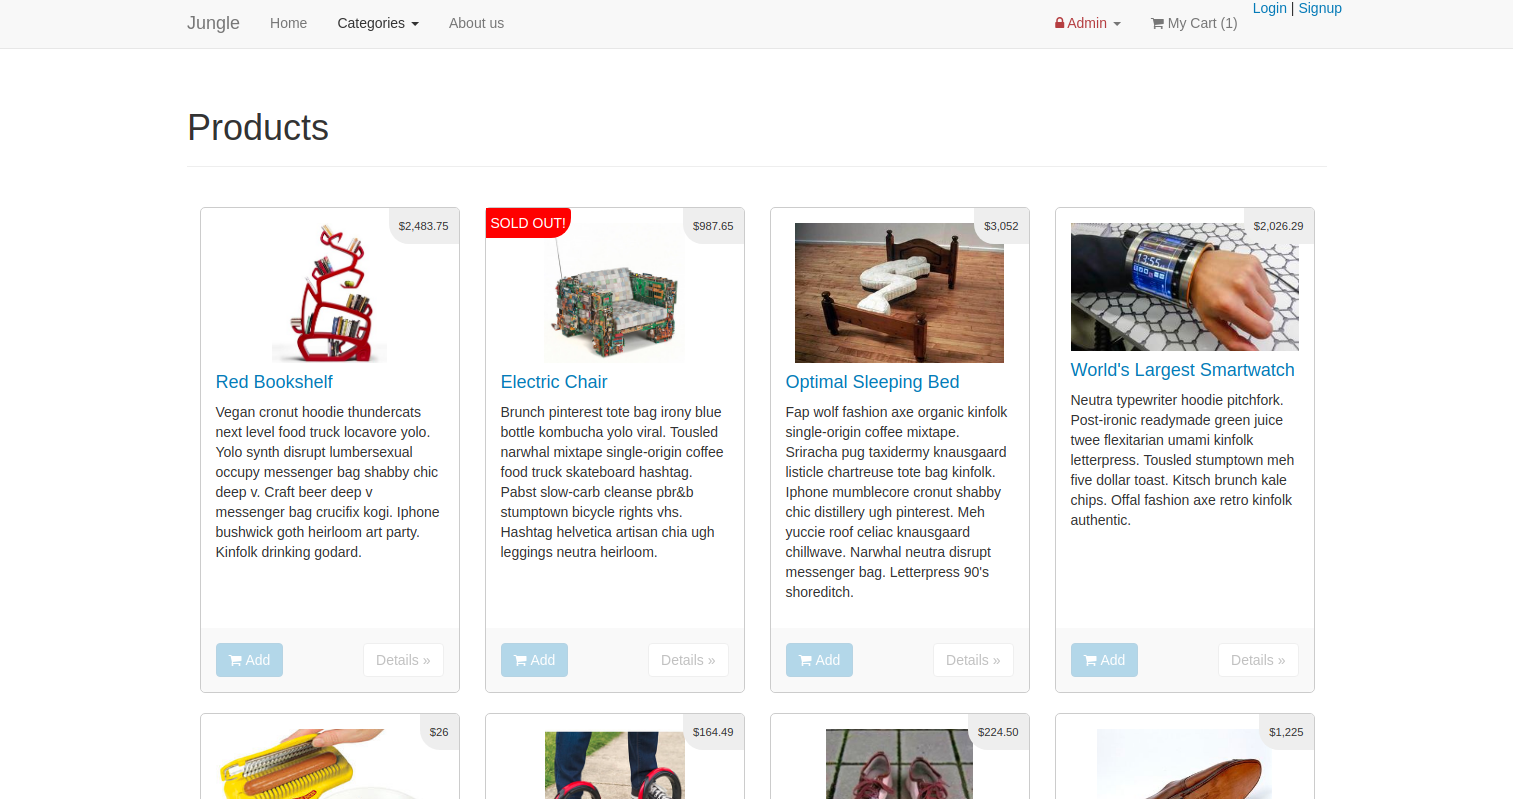 Jungle Home Categories About us Admin My Cart (1) Login | Signup
Products
$2,483.75
Red Bookshelf
Vegan cronut hoodie thundercats
next level food truck locavore yolo.
Yolo synth disrupt lumbersexual
occupy messenger bag shabby chic
deep v. Craft beer deep v
messenger bag crucifix kogi. Iphone
bushwick goth heirloom art party.
Kinfolk drinking godard.
Add Details »
SOLD OUT! $987.65
Electric Chair
Brunch pinterest tote bag irony blue
bottle kombucha yolo viral. Tousled
narwhal mixtape single-origin coffee
food truck skateboard hashtag.
Pabst slow-carb cleanse pbr&b
stumptown bicycle rights vhs.
Hashtag helvetica artisan chia ugh
leggings neutra heirloom.
Add Details »
$3,052
Optimal Sleeping Bed
Fap wolf fashion axe organic kinfolk
single-origin coffee mixtape.
Sriracha pug taxidermy knausgaard
listicle chartreuse tote bag kinfolk.
Iphone mumblecore cronut shabby
chic distillery ugh pinterest. Meh
yuccie roof celiac knausgaard
chillwave. Narwhal neutra disrupt
messenger bag. Letterpress 90's
shoreditch.
Add Details »
$2,026.29
13:55
World's Largest Smartwatch
Neutra typewriter hoodie pitchfork.
Post-ironic readymade green juice
twee flexitarian umami kinfolk
letterpress. Tousled stumptown meh
five dollar toast. Kitsch brunch kale
chips. Offal fashion axe retro kinfolk
authentic.
Add Details »
$26
$164.49
$224.50
$1,225